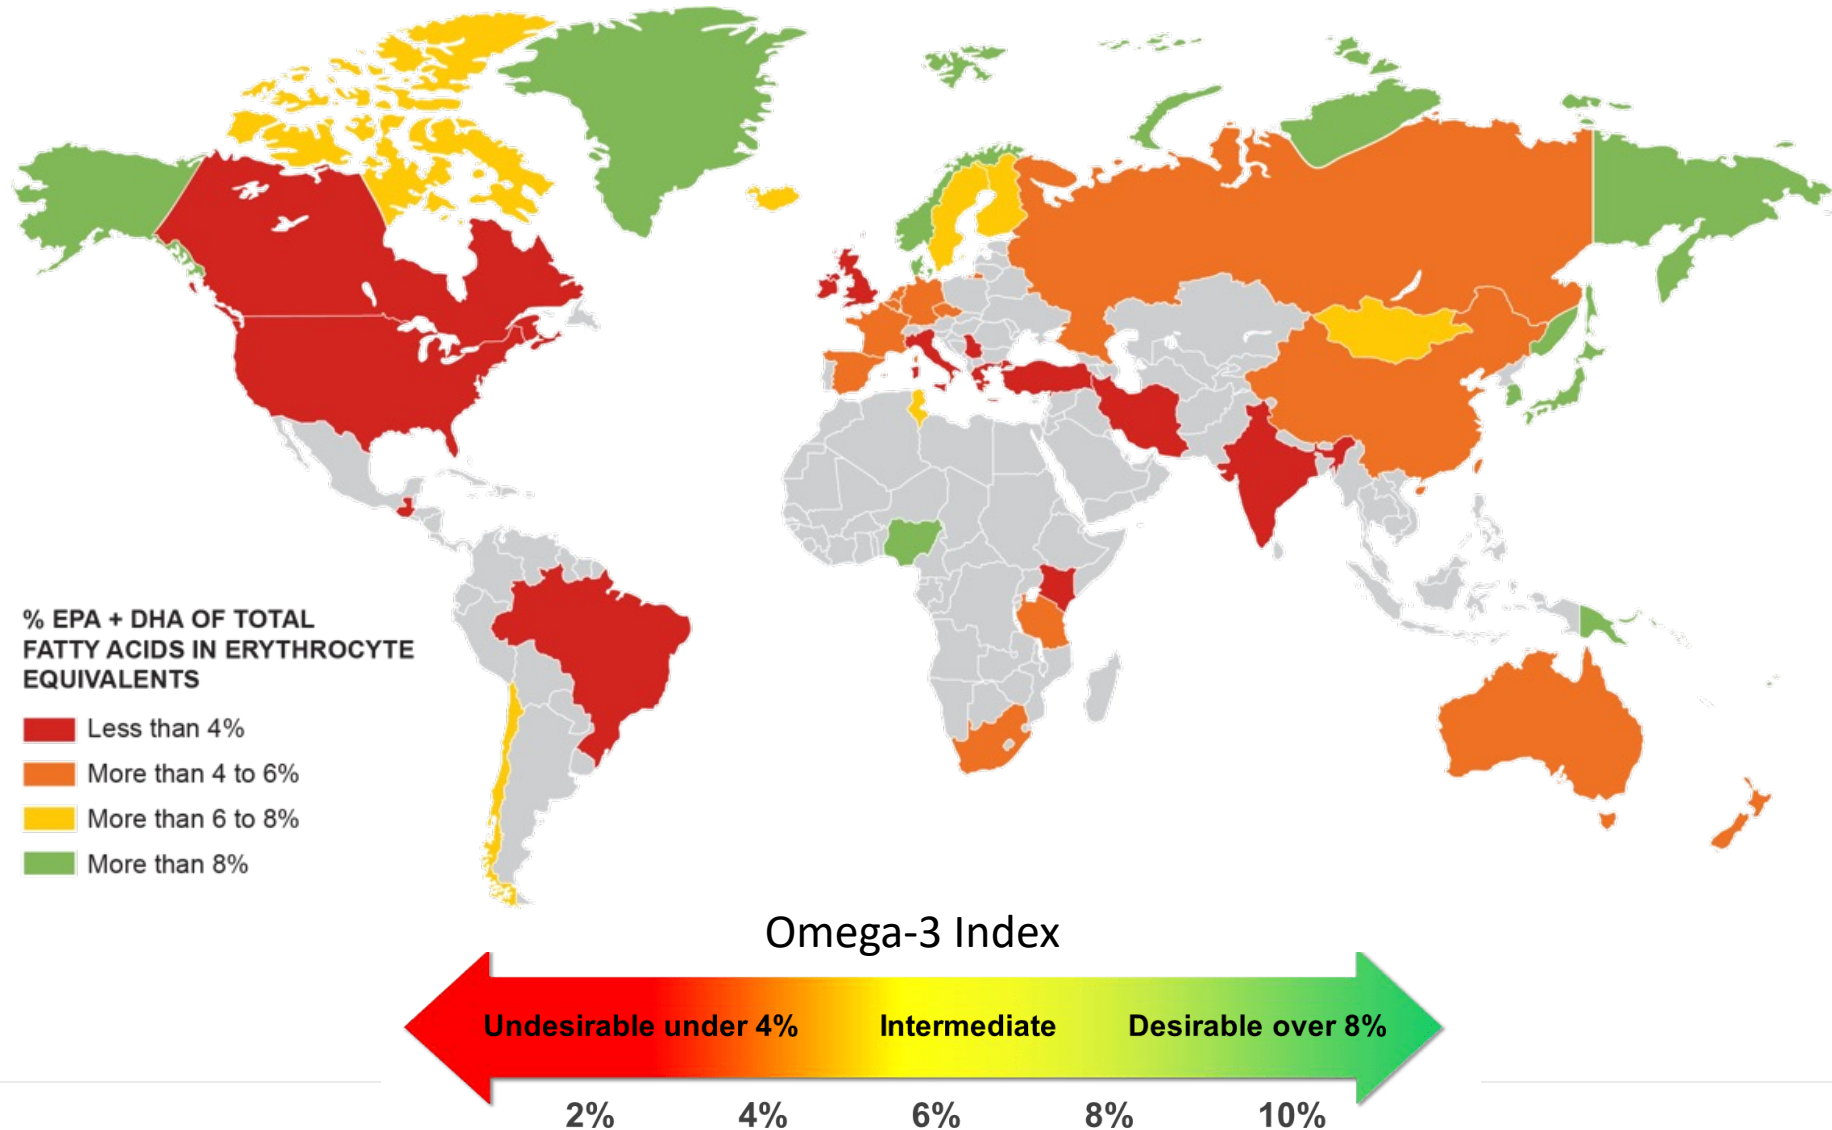 % EPA + DHA OF TOTAL
FATTY ACIDS IN ERYTHROCYTE
EQUIVALENTS
Less than 4%
More than 4 to 6%
More than 6 to 8%
More than 8%
Omega-3 Index
Undesirable under 4%
Intermediate
Desirable over 8%
2%
4%
6%
8%
10%